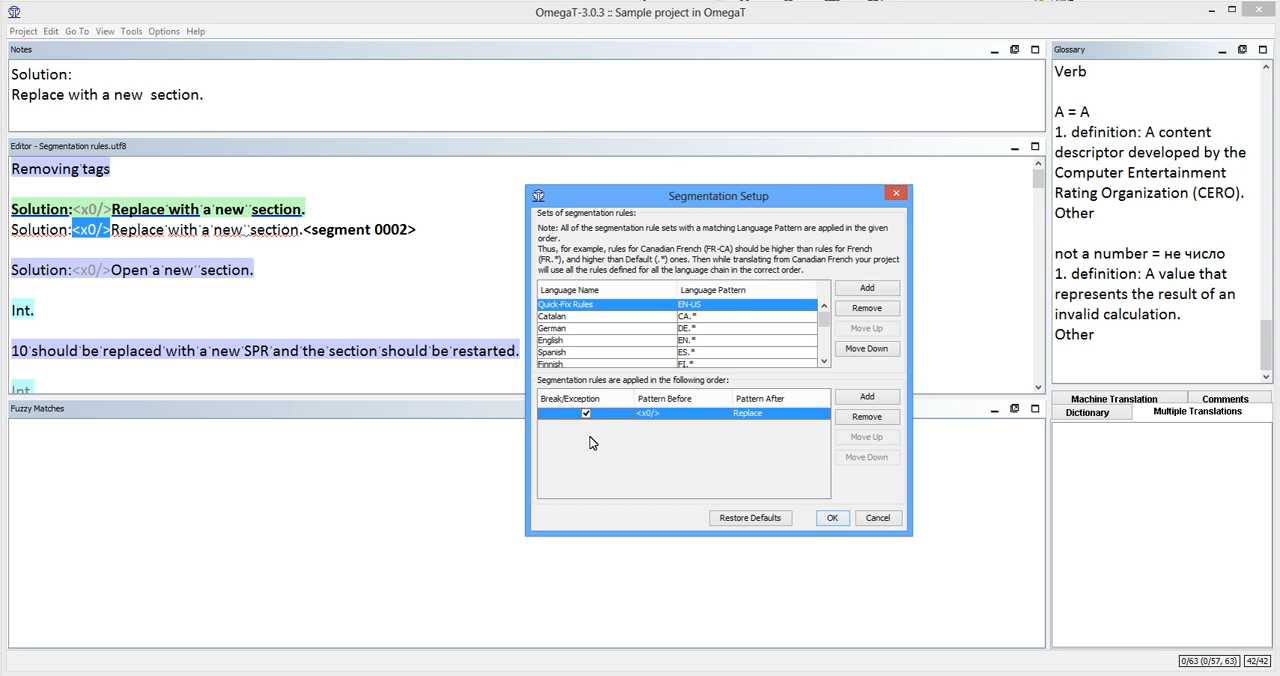 OmegaT-3.0.3 :: Sample project in OmegaT
Project Edit Go To View Tools Options Help
Notes
Solution:
Replace with a new  section.
Editor - Segmentation rules.utf8
Removing tags
Solution:<x0/>Replace with a new  section.
Solution:<x0/>Replace with a new  section.<segment 0002>
Solution:<x0/>Open a new  section.
Int.
10 should be replaced with a new SPR and the section should be restarted.
Int.
Fuzzy Matches
Segmentation Setup
Sets of segmentation rules:
Note: All of the segmentation rule sets with a matching Language Pattern are applied in the given
order.
Thus, for example, rules for Canadian French (FR-CA) should be higher than rules for French
(FR.*), and higher than Default (.*) ones. Then while translating from Canadian French your project
will use all the rules defined for all the language chain in the correct order.
Language Name Language Pattern
Quick-Fix Rules EN-US
Catalan CA.*
German DE.*
English EN.*
Spanish ES.*
Finnish FI.*
Add
Remove
Move Up
Move Down
Segmentation rules are applied in the following order:
Break/Exception Pattern Before Pattern After
<x0/> Replace
Add
Remove
Move Up
Move Down
Restore Defaults OK Cancel
Glossary
Verb
A = A
1. definition: A content
descriptor developed by the
Computer Entertainment
Rating Organization (CERO).
Other
not a number = не число
1. definition: A value that
represents the result of an
invalid calculation.
Other
Machine Translation Comments
Dictionary Multiple Translations
0/63 (0/57, 63) 42/42